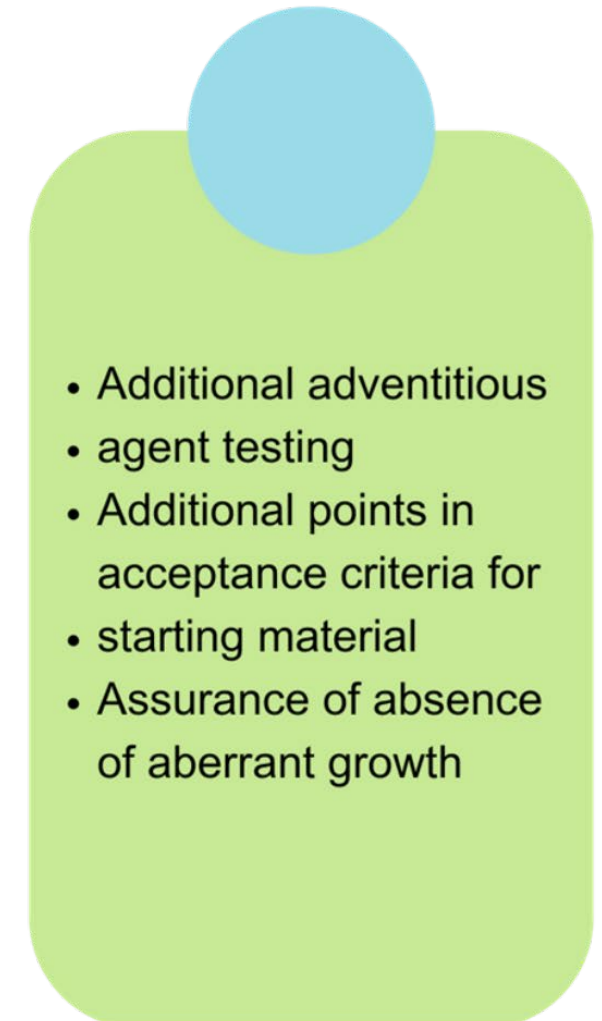 • Additional adventitious
• agent testing
• Additional points in
acceptance criteria for
• starting material
• Assurance of absence
of aberrant growth